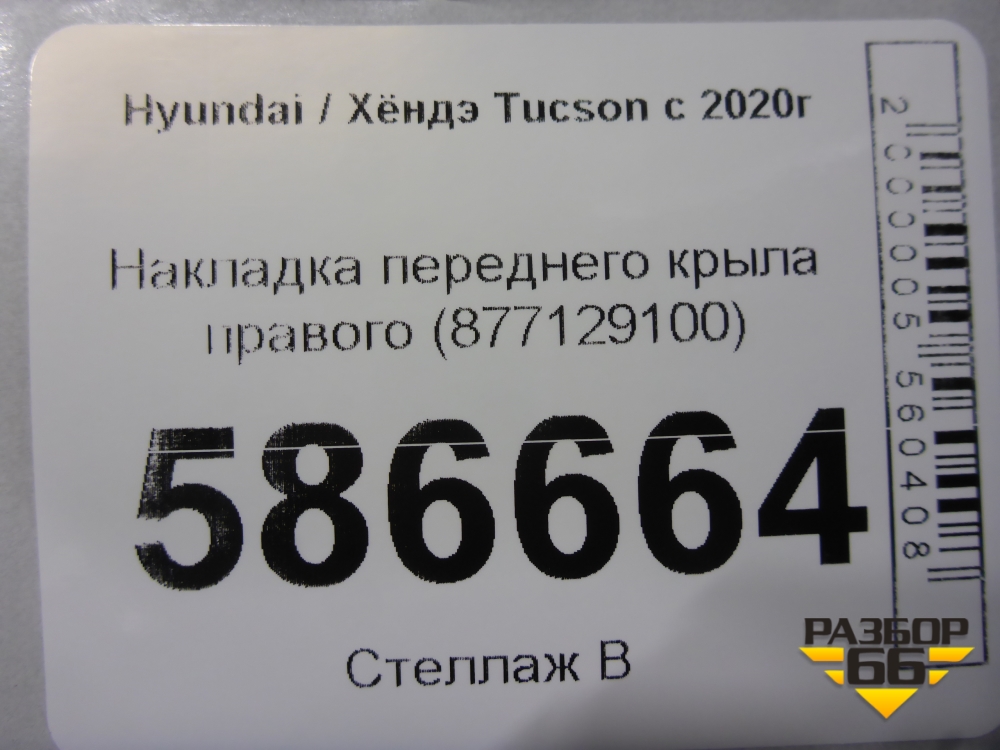 Hyundai / Хёндэ Tucson с 2020г
Накладка переднего крыла
правого (877129100)
586664
Стеллаж В
2000005560408
РАЗБОР
66